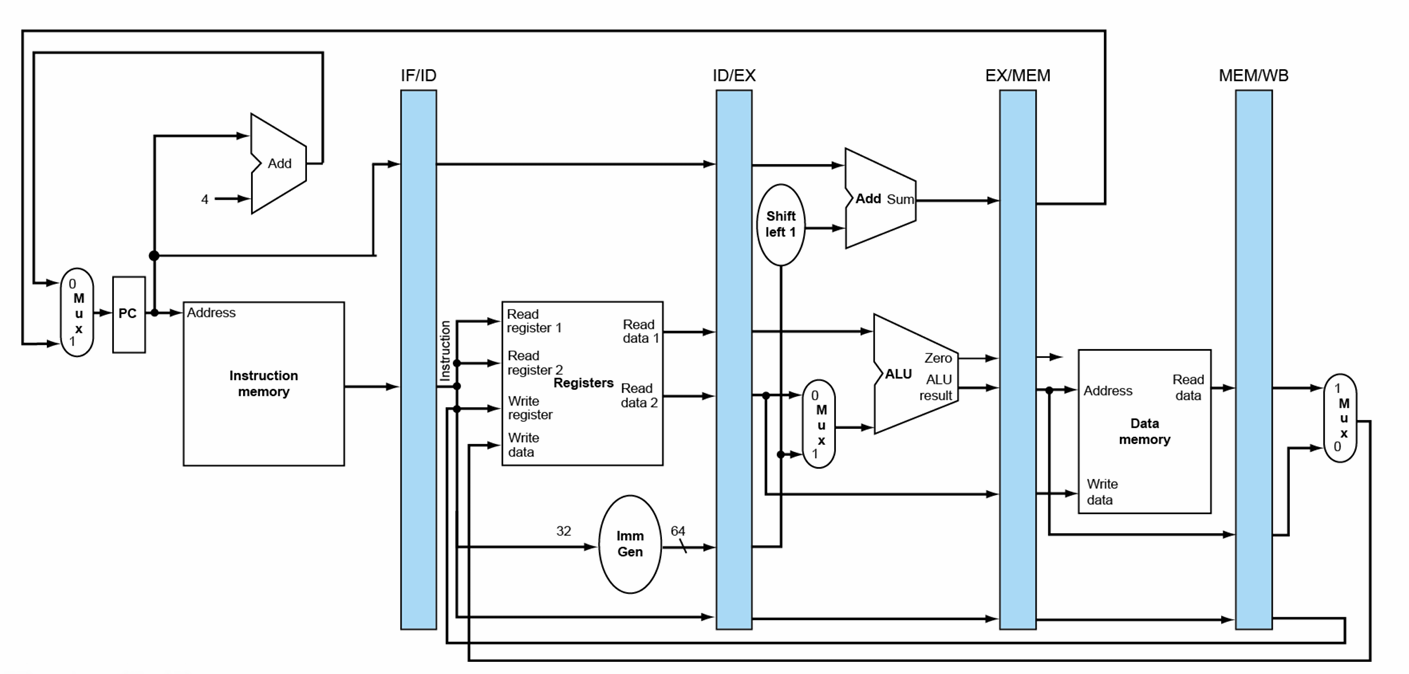 IF/ID
ID/EX
EX/MEM
MEM/WB
Add
4
Add Sum
Shift
left 1
0
M
u
x
1
PC
Address
Instruction
memory
Instruction
Read
register 1
Read
register 2
Write
register
Write
data
Registers
Read
data 1
Read
data 2
0
M
u
x
1
Zero
ALU
ALU
result
Address
Read
data
Data
memory
Write
data
1
M
u
x
0
32
Imm
Gen
64